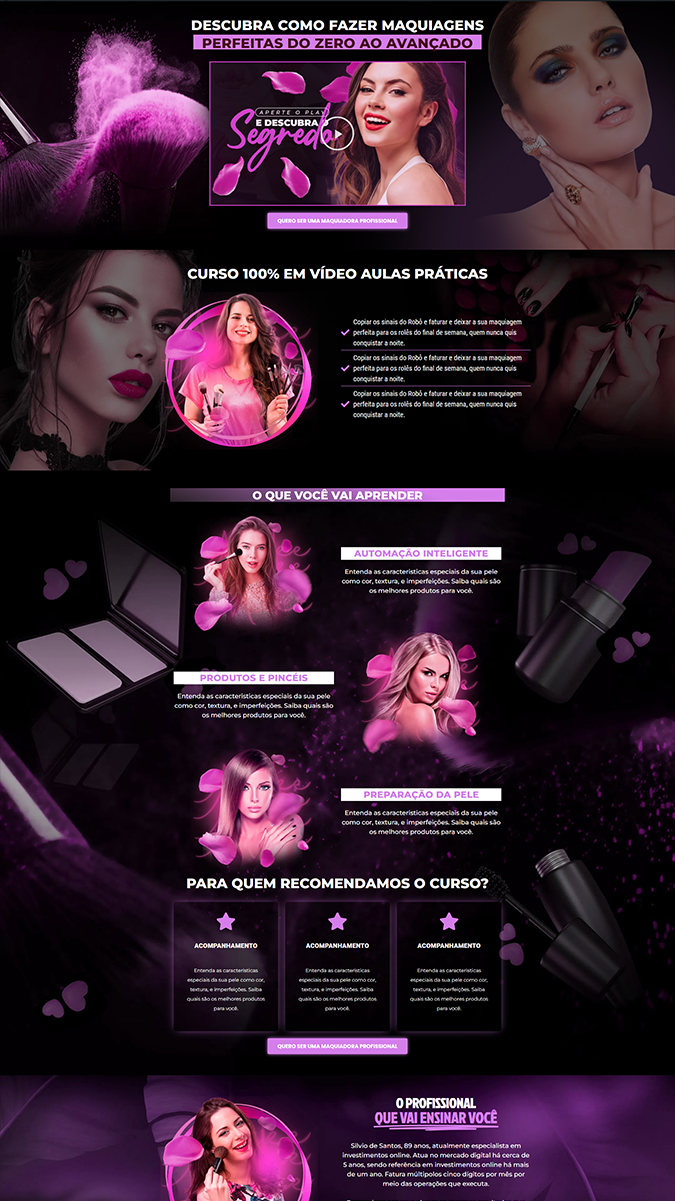 DESCUBRA COMO FAZER MAQUIAGENS
PERFEITAS DO ZERO AO AVANÇADO
APERTE O PLAY
E DESCUBRA O
Segredo
QUERO SER UMA MAQUIADORA PROFISSIONAL
CURSO 100% EM VÍDEO AULAS PRÁTICAS
Copiar os sinais do Robô e faturar e deixar a sua maquiagem
perfeita para os rolês do final de semana, quem nunca quis
conquistar a noite.
Copiar os sinais do Robô e faturar e deixar a sua maquiagem
perfeita para os rolês do final de semana, quem nunca quis
conquistar a noite.
Copiar os sinais do Robô e faturar e deixar a sua maquiagem
perfeita para os rolês do final de semana, quem nunca quis
conquistar a noite.
O QUE VOCÊ VAI APRENDER
AUTOMAÇÃO INTELIGENTE
Entenda as características especiais da sua pele
como cor, textura, e imperfeições. Saiba quais são
os melhores produtos para você.
PRODUTOS E PINCÉIS
Entenda as características especiais da sua pele
como cor, textura, e imperfeições. Saiba quais são
os melhores produtos para você.
PREPARAÇÃO DA PELE
Entenda as características especiais da sua pele
como cor, textura, e imperfeições. Saiba quais são
os melhores produtos para você.
PARA QUEM RECOMENDAMOS O CURSO?
ACOMPANHAMENTO
Entenda as características
especiais da sua pele como cor,
textura, e imperfeições. Saiba
quais são os melhores produtos
para você.
ACOMPANHAMENTO
Entenda as características
especiais da sua pele como cor,
textura, e imperfeições. Saiba
quais são os melhores produtos
para você.
ACOMPANHAMENTO
Entenda as características
especiais da sua pele como cor,
textura, e imperfeições. Saiba
quais são os melhores produtos
para você.
QUERO SER UMA MAQUIADORA PROFISSIONAL
O PROFISSIONAL
QUE VAI ENSINAR VOCÊ
Silvio de Santos, 89 anos, atualmente especialista em
investimentos online. Atua no mercado digital há cerca de
5 anos, sendo referência em investimentos online há mais
de um ano. Fatura múltipolos cinco dígitos por mês por
meio das operações que executa.